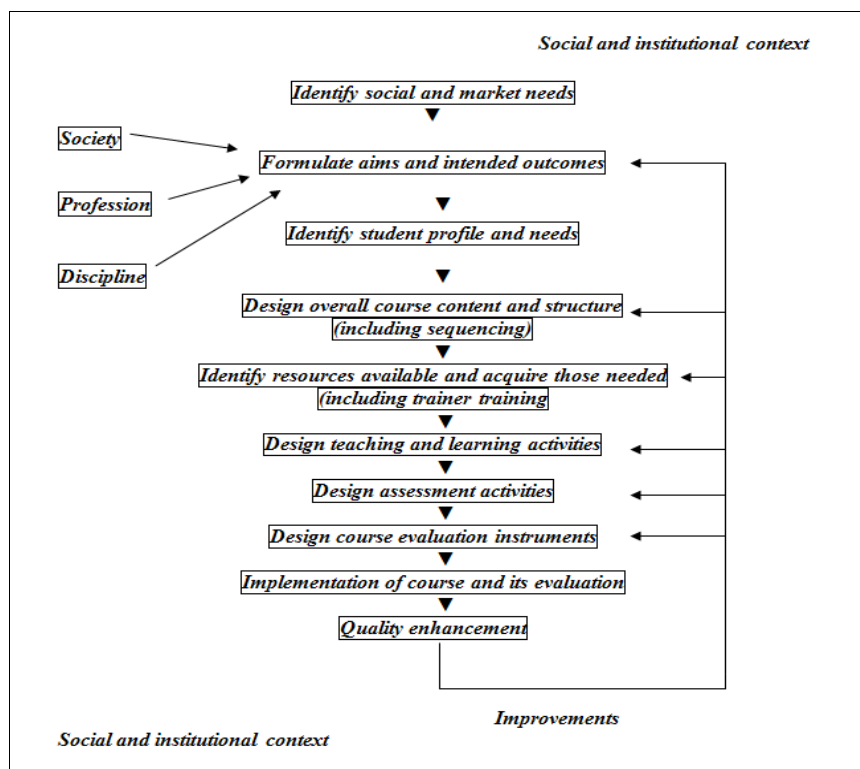 Social and institutional context
Identify social and market needs
Society
Formulate aims and intended outcomes
Profession
Identify student profile and needs
Discipline
Design overall course content and structure
(including sequencing)
Identify resources available and acquire those needed
(including trainer training
Design teaching and learning activities
Design assessment activities
Design course evaluation instruments
Implementation of course and its evaluation
Quality enhancement
Improvements
Social and institutional context